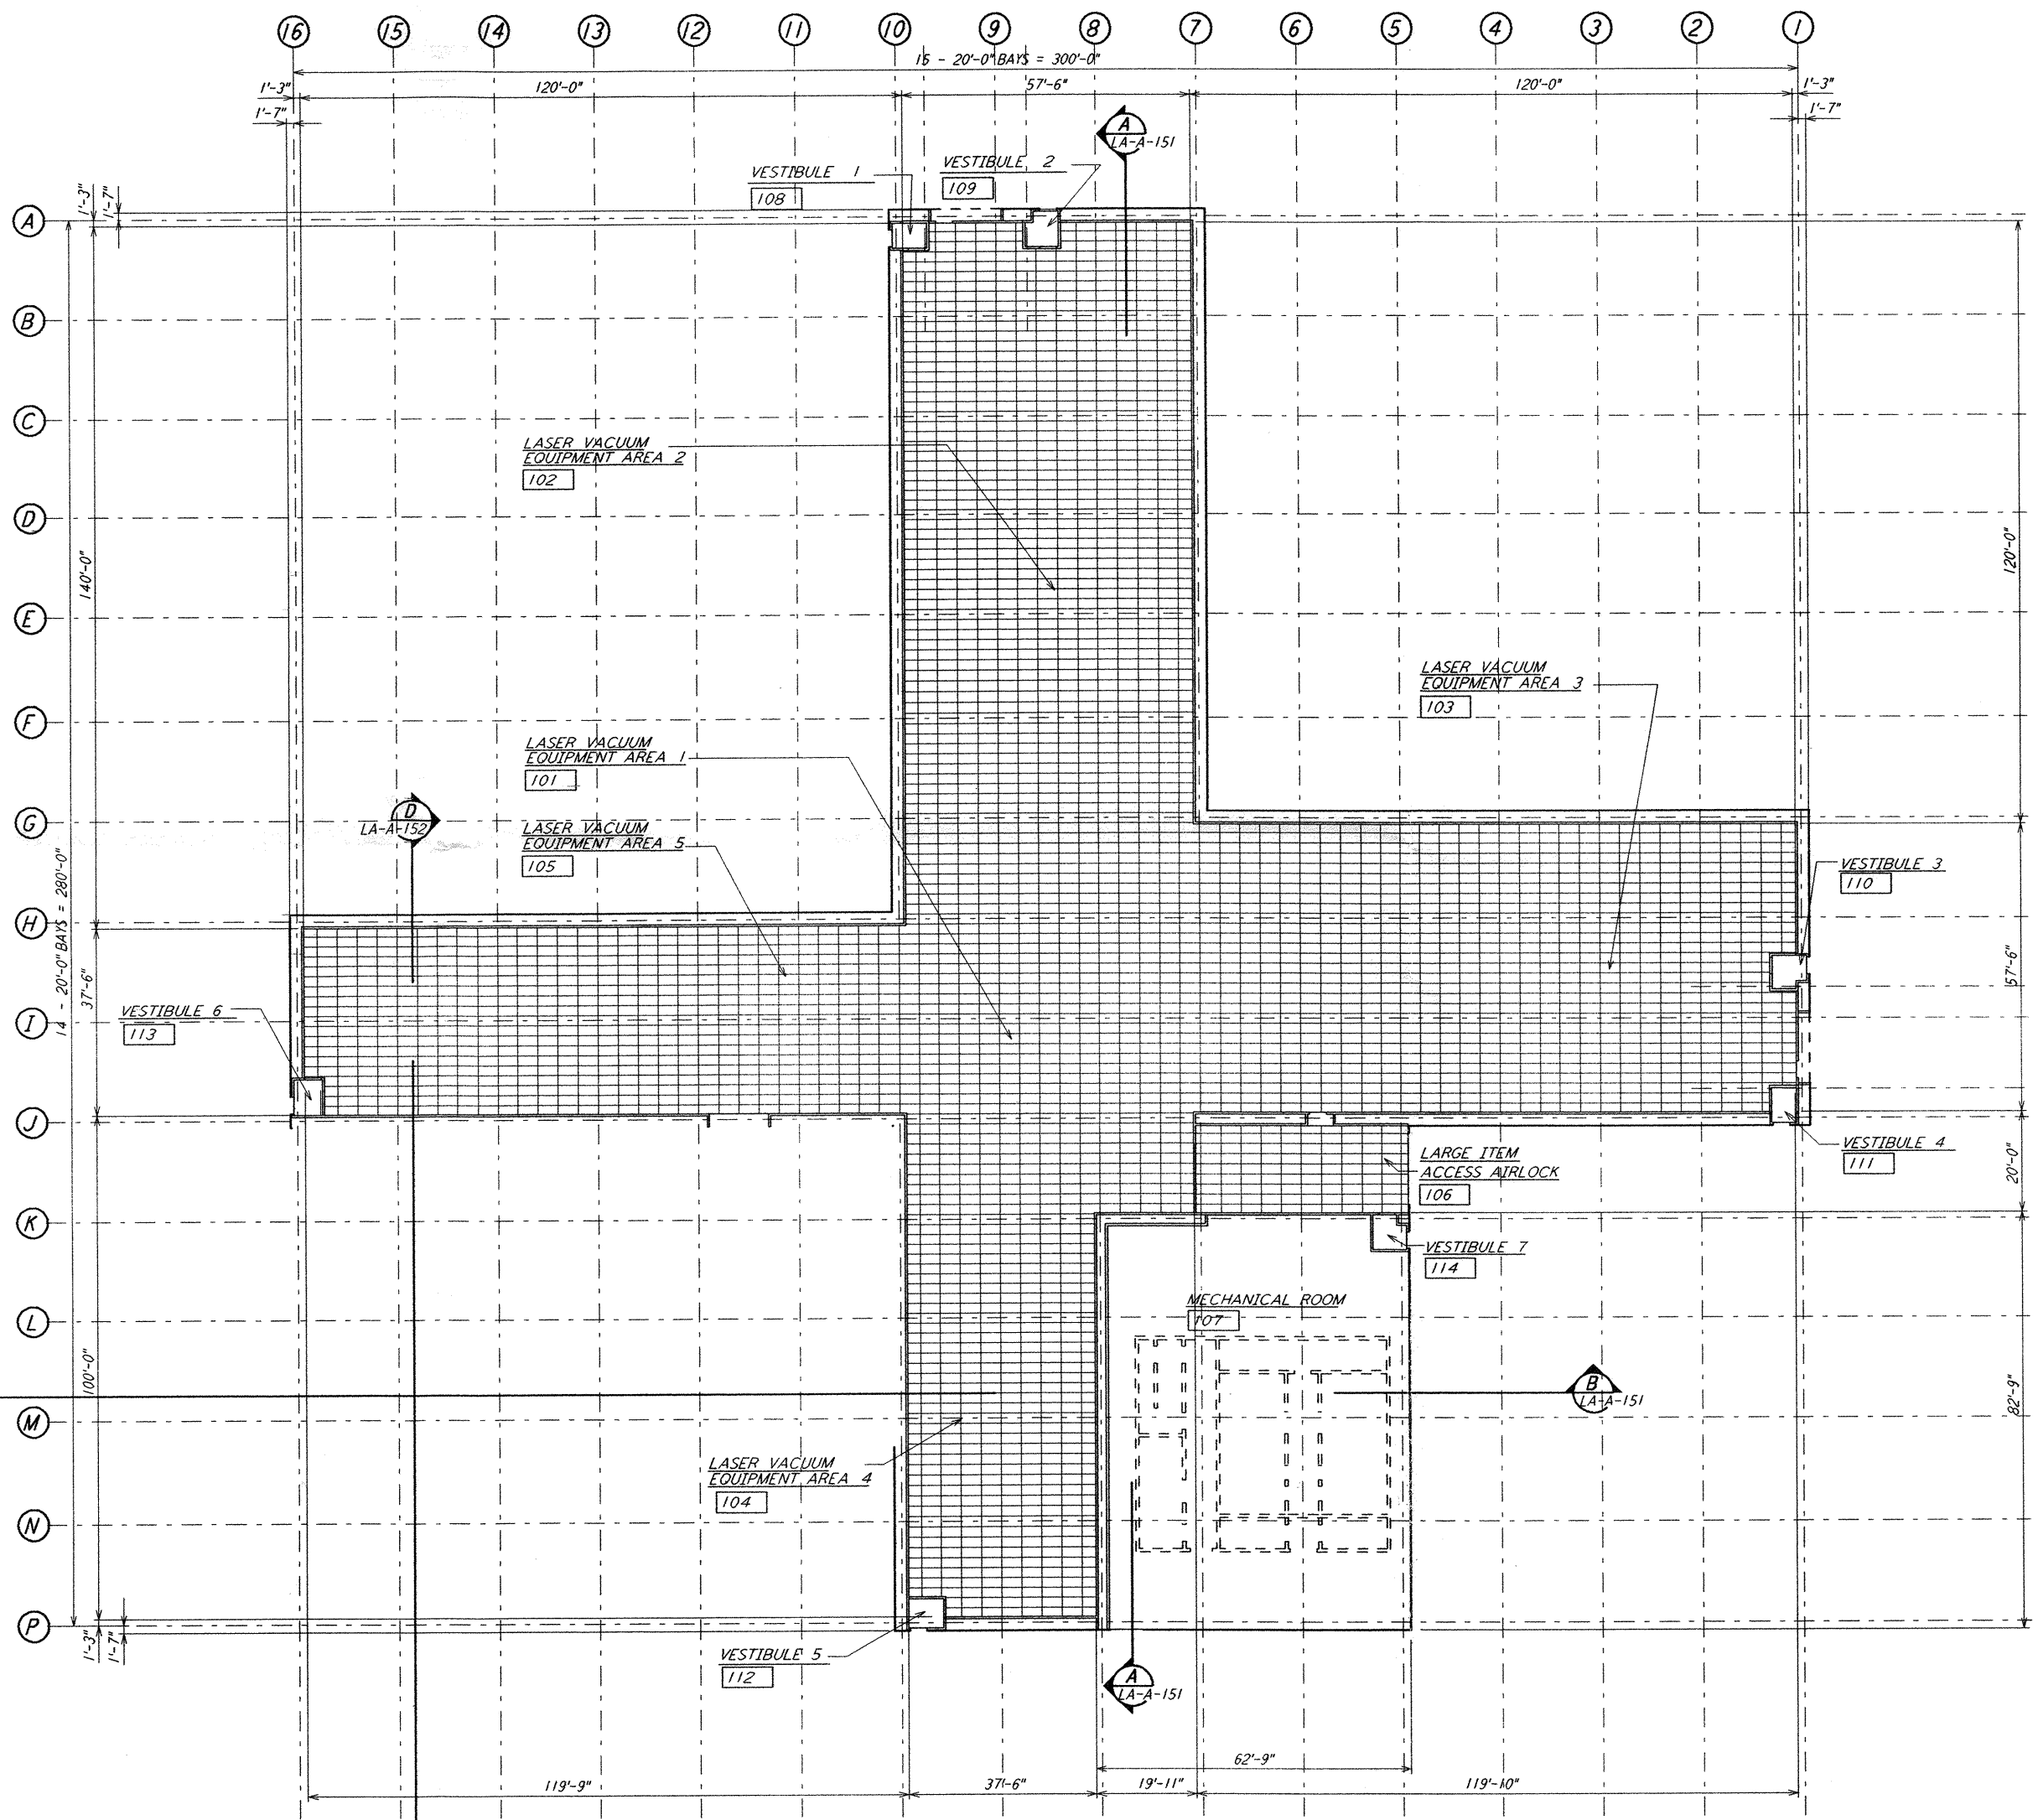 16 15 14 13 12 11 10 9 8 7 6 5 4 3 2 1
15 - 20'-0" BAYS = 300'-0"
1'-3" 120'-0" 57'-6" 120'-0" 1'-3"
1'-7" 1'-7"
A
LA-A-151
VESTIBULE 1
108
VESTIBULE 2
109
1'-3"
1'-7"
A
B
C
D
E
F
G
H
I
J
K
L
M
N
P
140'-0"
14 - 20'-0" BAYS = 280'-0"
37'-6"
100'-0"
1'-3"
1'-7"
120'-0"
57'-6"
20'-0"
82'-9"
LASER VACUUM
EQUIPMENT AREA 2
102
LASER VACUUM
EQUIPMENT AREA 3
103
LASER VACUUM
EQUIPMENT AREA 1
101
D
LA-A-152
LASER VACUUM
EQUIPMENT AREA 5
105
VESTIBULE 3
110
VESTIBULE 6
113
VESTIBULE 4
111
LARGE ITEM
ACCESS AIRLOCK
106
VESTIBULE 7
114
MECHANICAL ROOM
107
B
LA-A-151
LASER VACUUM
EQUIPMENT AREA 4
104
VESTIBULE 5
112
A
LA-A-151
62'-9"
119'-9" 37'-6" 19'-11" 119'-10"